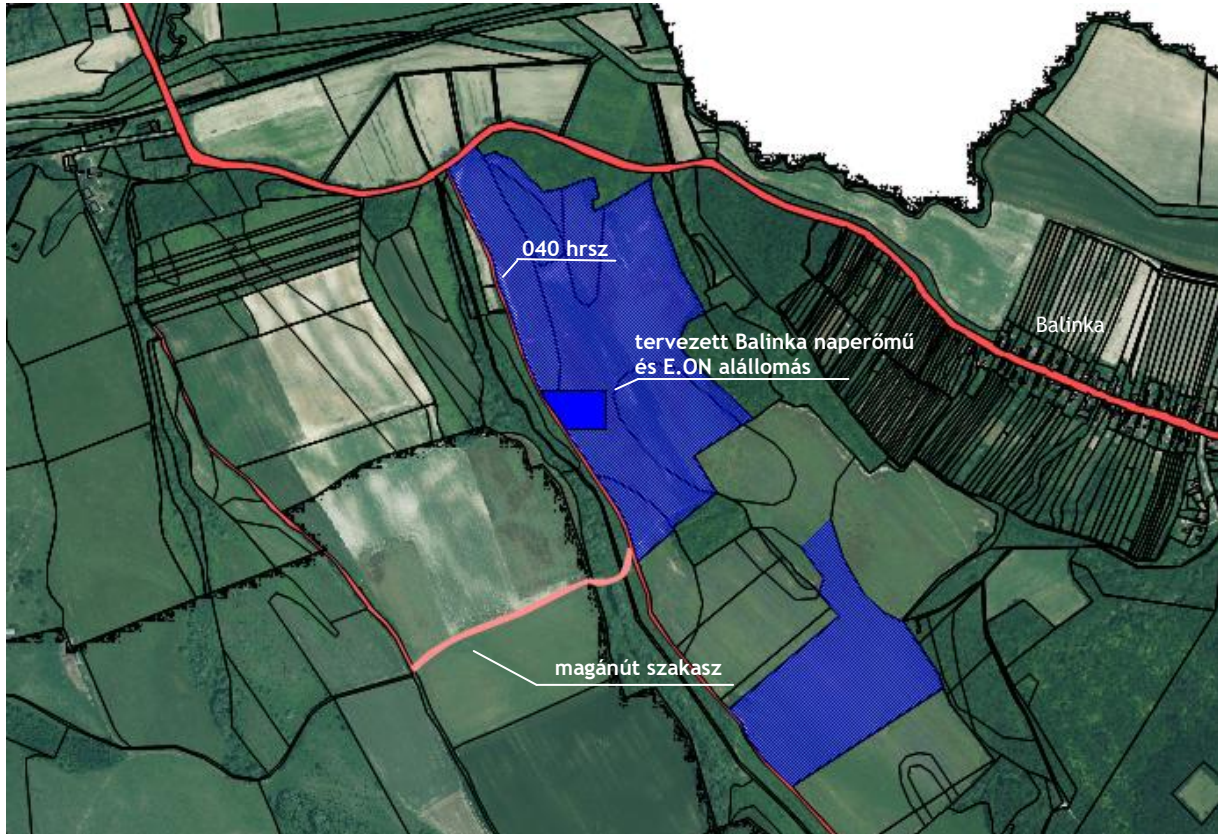 040 hrsz
Balinka
tervezett Balinka naperőmű
és E.ON alállomás
magánút szakasz